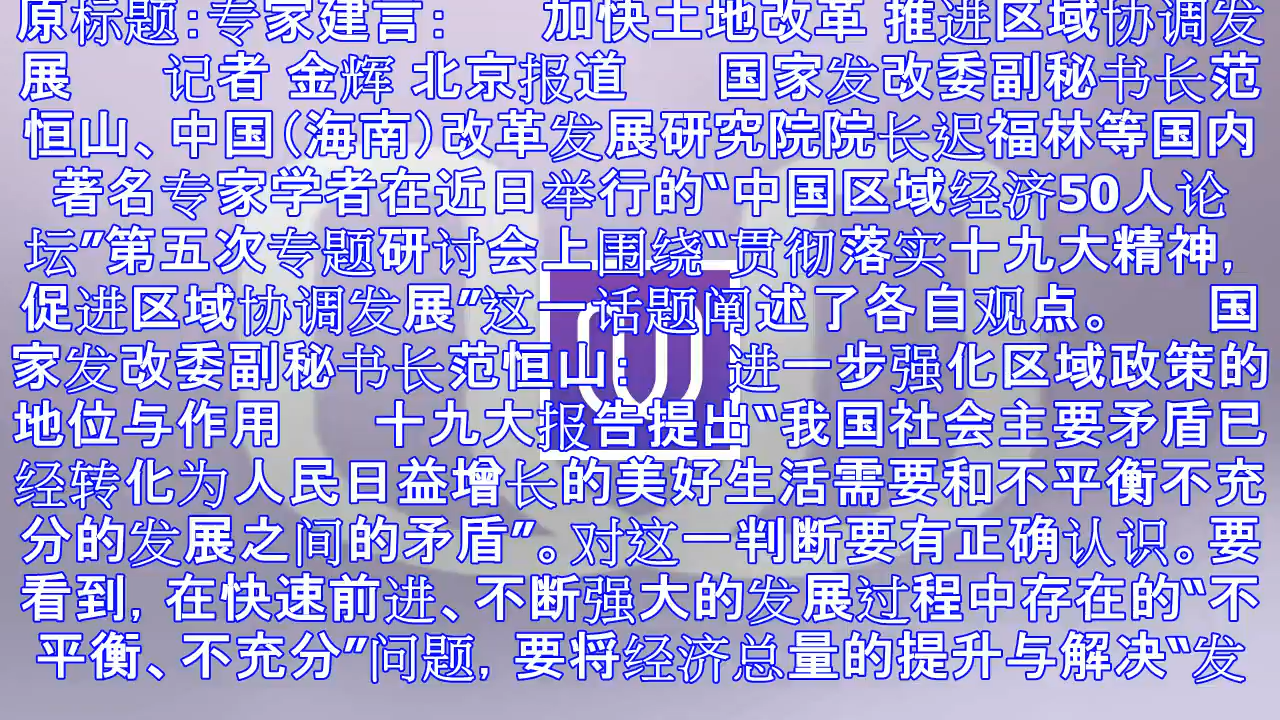 原标题:专家建言: 加快土地改革 推进区域协调发
展 记者 金辉 北京报道 国家发改委副秘书长范
恒山、中国(海南)改革发展研究院院长迟福林等国内
著名专家学者在近日举行的“中国区域经济50人论
坛”第五次专题研讨会上围绕“贯彻落实十九大精神,
促进区域协调发展”这一话题阐述了各自观点。 国
家发改委副秘书长范恒山: 进一步强化区域政策的
地位与作用 十九大报告提出“我国社会主要矛盾已
经转化为人民日益增长的美好生活需要和不平衡不充
分的发展之间的矛盾”。对这一判断要有正确认识。要
看到, 在快速前进、不断强大的发展过程中存在的“不
平衡、不充分”问题, 要将经济总量的提升与解决“发